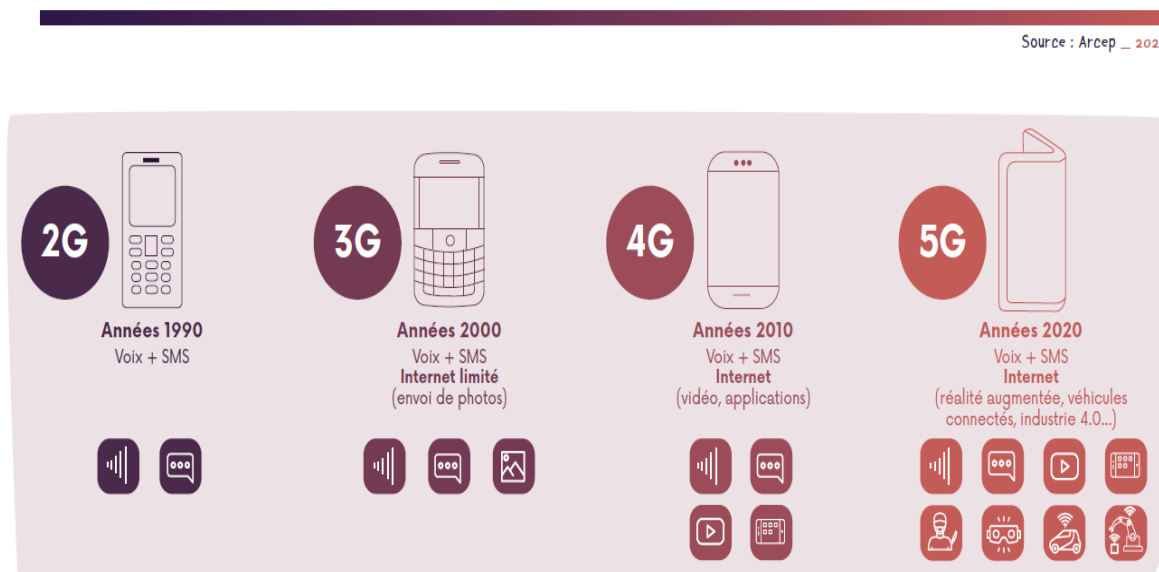 Source : Arcep _ 202
2G
Années 1990
Voix + SMS
3G
Années 2000
Voix + SMS
Internet limité
(envoi de photos)
4G
Années 2010
Voix + SMS
Internet
(vidéo, applications)
5G
Années 2020
Voix + SMS
Internet
(réalité augmentée, véhicules
connectés, industrie 4.0...)